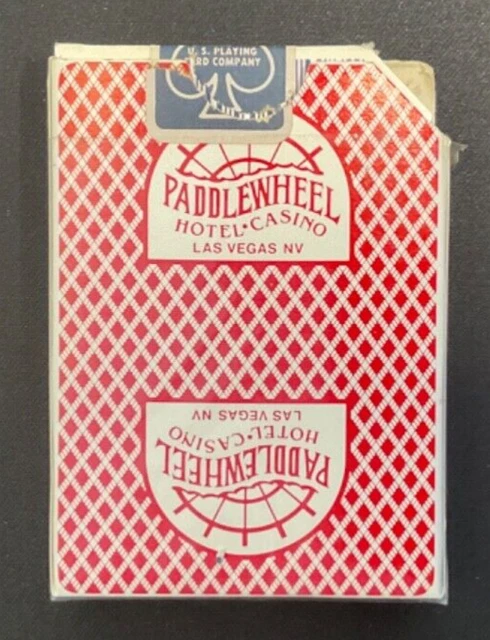 U. S. PLAYING
CARD COMPANY
PADDLEWHEEL
HOTEL•CASINO
LAS VEGAS NV
PADDLEWHEEL
HOTEL•CASINO
LAS VEGAS NV